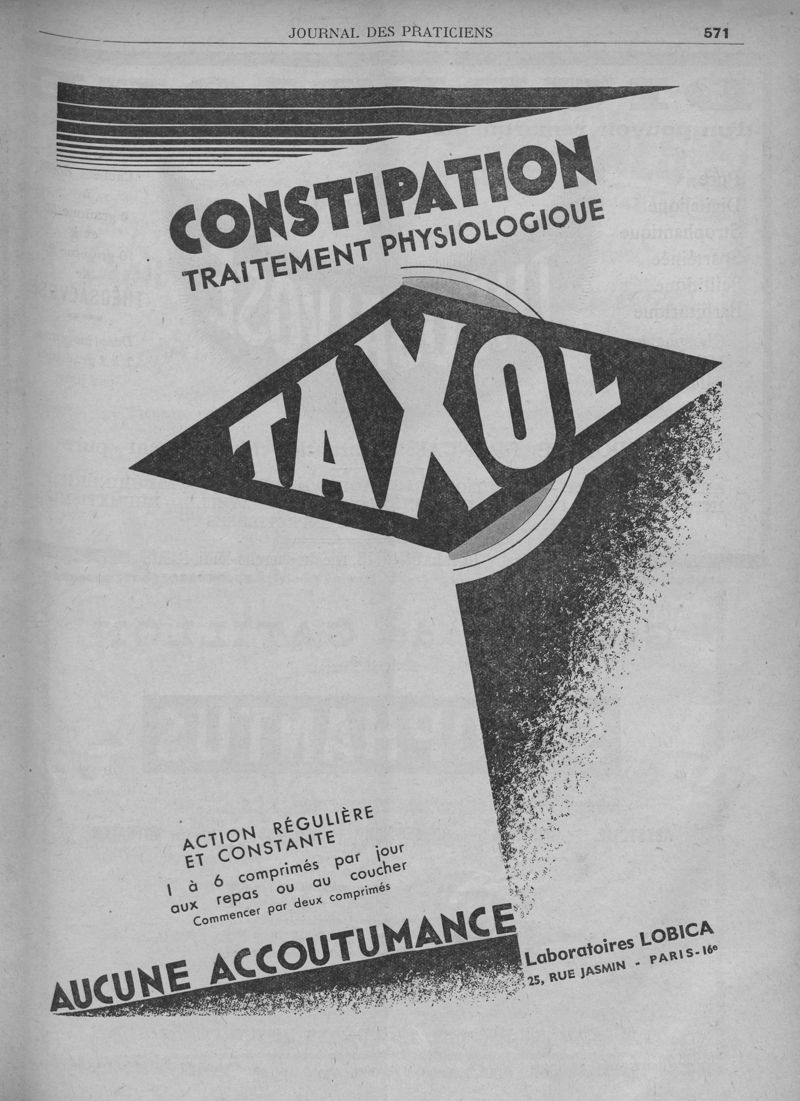 JOURNAL DES PRATICIENS 571
CONSTIPATION
TRAITEMENT PHYSIOLOGIQUE
TAXOL
ACTION RÉGULIÈRE
ET CONSTANTE
1 à 6 comprimés par jour
aux repas ou au coucher
Commencer par deux comprimés
AUCUNE ACCOUTUMANCE
Laboratoires LOBICA
25, RUE JASMIN - PARIS-16e